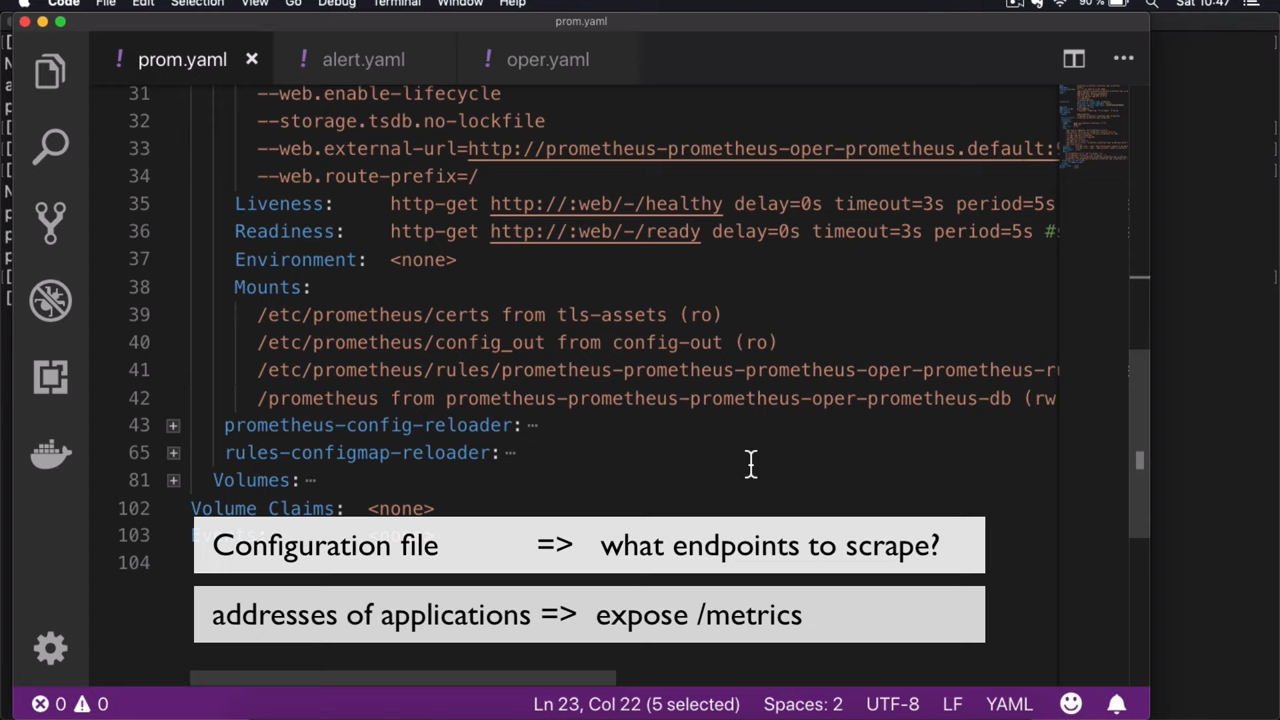 Code File Edit Selection View Go Debug Terminal Window Help 90% Sat 10:47
prom.yaml
prom.yaml alert.yaml oper.yaml
31 --web.enable-lifecycle
32 --storage.tsdb.no-lockfile
33 --web.external-url=http://prometheus-prometheus-oper-prometheus.default:
34 --web.route-prefix=/
35 Liveness: http-get http://:web/-/healthy delay=0s timeout=3s period=5s
36 Readiness: http-get http://:web/-/ready delay=0s timeout=3s period=5s #
37 Environment: <none>
38 Mounts:
39 /etc/prometheus/certs from tls-assets (ro)
40 /etc/prometheus/config_out from config-out (ro)
41 /etc/prometheus/rules/prometheus-prometheus-prometheus-oper-prometheus-r
42 /prometheus from prometheus-prometheus-prometheus-oper-prometheus-db (rw
43 prometheus-config-reloader: ⋯
65 rules-configmap-reloader: ⋯
81 Volumes: ⋯
102 Volume Claims: <none>
103
Configuration file => what endpoints to scrape?
104
addresses of applications => expose /metrics
0 0 Ln 23, Col 22 (5 selected) Spaces: 2 UTF-8 LF YAML